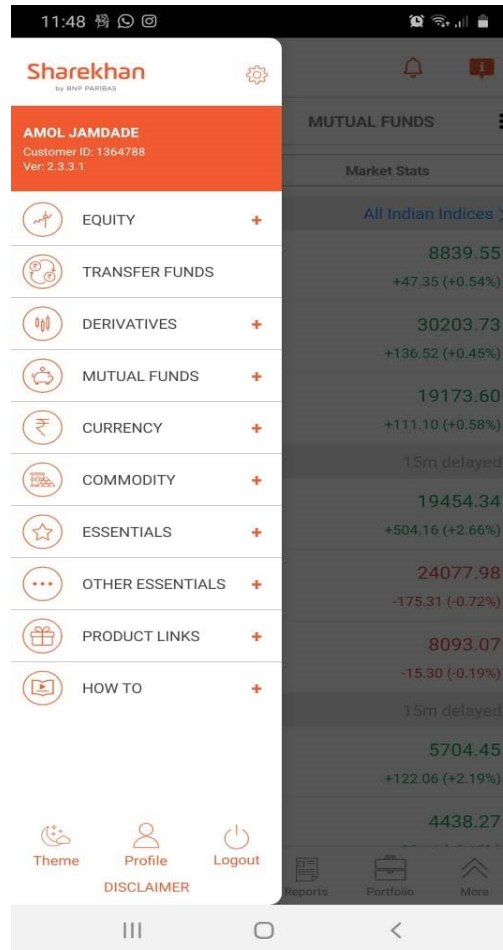 11:48
Sharekhan
by BNP PARIBAS
AMOL JAMDADE
Customer ID: 1364788
Ver: 2.3.3.1
EQUITY +
TRANSFER FUNDS
DERIVATIVES +
MUTUAL FUNDS +
CURRENCY +
COMMODITY +
ESSENTIALS +
OTHER ESSENTIALS +
PRODUCT LINKS +
HOW TO +
Theme Profile Logout
DISCLAIMER
MUTUAL FUNDS
Market Stats
All Indian Indices >
8839.55
+47.35 (+0.54%)
30203.73
+136.52 (+0.45%)
19173.60
+111.10 (+0.58%)
15m delayed
19454.34
+504.16 (+2.66%)
24077.98
-175.31 (-0.72%)
8093.07
-15.30 (-0.19%)
15m delayed
5704.45
+122.06 (+2.19%)
4438.27
Reports Portfolio More